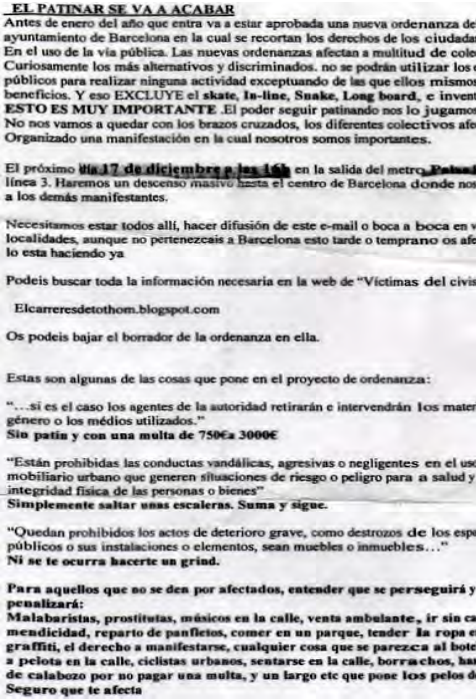 EL PATINAR SE VA A ACABAR
Antes de enero del año que entra va a estar aprobada una nueva ordenanza de
ayuntamiento de Barcelona en la cual se recortan los derechos de los ciudada
En el uso de la vía pública. Las nuevas ordenanzas afectan a multitud de cole
Curiosamente los más alternativos y discriminados. no se podrán utilizar los e
públicos para realizar ninguna actividad exceptuando de las que ellos mismo
beneficios. Y eso EXCLUYE el skate, In-line, Snake, Long board, e invent
ESTO ES MUY IMPORTANTE .El poder seguir patinando nos lo jugamos
No nos vamos a quedar con los brazos cruzados, los diferentes colectivos afe
Organizado una manifestación en la cual nosotros somos importantes.
El próximo día 17 de diciembre a las 16h en la salida del metro
línea 3. Haremos un descenso masivo hasta el centro de Barcelona donde no
a los demás manifestantes.
Necesitamos estar todos allí, hacer difusión de este e-mail o boca a boca en v
localidades, aunque no pertenezcais a Barcelona esto tarde o temprano os afe
lo esta haciendo ya
Podeis buscar toda la información necesaria en la web de "Víctimas del civis
Elcarreresdetothom.blogspot.com
Os podeis bajar el borrador de la ordenanza en ella.
Estas son algunas de las cosas que pone en el proyecto de ordenanza:
"…si es el caso los agentes de la autoridad retirarán e intervendrán los mater
género o los médios utilizados."
Sin patín y con una multa de 750€a 3000€
"Están prohibidas las conductas vandálicas, agresivas o negligentes en el uso
mobiliario urbano que generen situaciones de riesgo o peligro para a salud y
integridad física de las personas o bienes"
Simplemente saltar unas escaleras. Suma y sigue.
"Quedan prohibidos los actos de deterioro grave, como destrozos de los espa
públicos o sus instalaciones o elementos, sean muebles o inmuebles…"
Ni se te ocurra hacerte un grind.
Para aquellos que no se den por afectados, entender que se perseguirá y
penalizará:
Malabaristas, prostitutas, músicos en la calle, venta ambulante, ir sin ca
mendicidad, reparto de panfletos, comer en un parque, tender la ropa
graffiti, el derecho a manifestarse, cualquier cosa que se parezca al bote
a pelota en la calle, ciclistas urbanos, sentarse en la calle, borrachos, ho
de calabozo por no pagar una multa, y un largo etc que pone los pelos
Seguro que te afecta